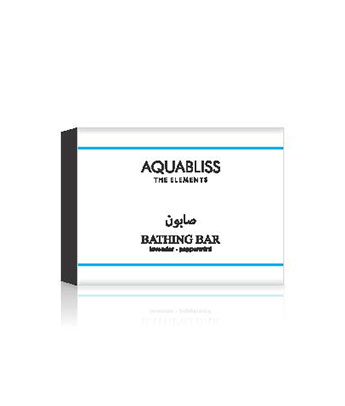 AQUABLISS
THE ELEMENTS
صابون
BATHING BAR
lavender - peppermint